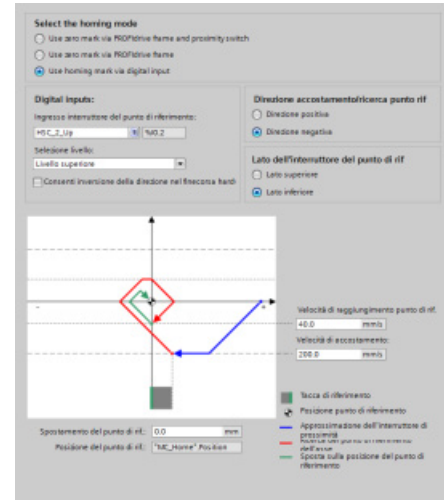 Select the homing mode
Use zero mark via PROFIdrive frame and proximity switch
Use zero mark via PROFIdrive frame
Use homing mark via digital input
Digital inputs:
Ingresso interruttore del punto di riferimento:
HSC_2_Up
%I0.2
Selezione livello:
Livello superiore
Consenti inversione della direzione nel finecorsa hard
Direzione accostamento/ricerca punto rif
Direzione positiva
Direzione negativa
Lato dell'interruttore del punto di rif
Lato superiore
Lato inferiore
-
+
Velocità di raggiungimento punto di rif.
40.0 mm/s
Velocità di accostamento:
200.0 mm/s
Tacca di riferimento
Posizione punto di riferimento
Approssimazione dell'interruttore di
prossimità
Ricerca del punto di riferimento
dell'asse
Sposta sulla posizione del punto di
riferimento
Spostamento del punto di rif.: 0.0 mm
Posizione del punto di rif.: "MC_Home".Position